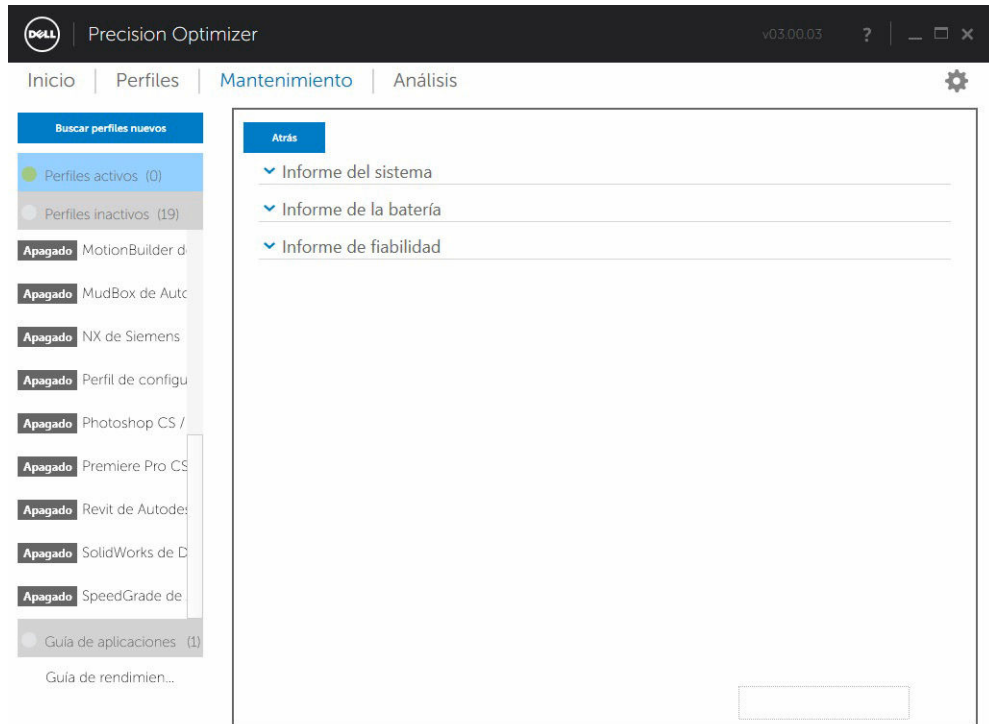 DELL
Precision Optimizer
v03.00.03 ?
Inicio | Perfiles | Mantenimiento | Análisis
Buscar perfiles nuevos
Perfiles activos (0)
Perfiles inactivos (19)
Apagado MotionBuilder d
Apagado MudBox de Autc
Apagado NX de Siemens
Apagado Perfil de configu
Apagado Photoshop CS /
Apagado Premiere Pro CS
Apagado Revit de Autodes
Apagado SolidWorks de D
Apagado SpeedGrade de
Guía de aplicaciones (1)
Guía de rendimien...
Atrás
Informe del sistema
Informe de la batería
Informe de fiabilidad